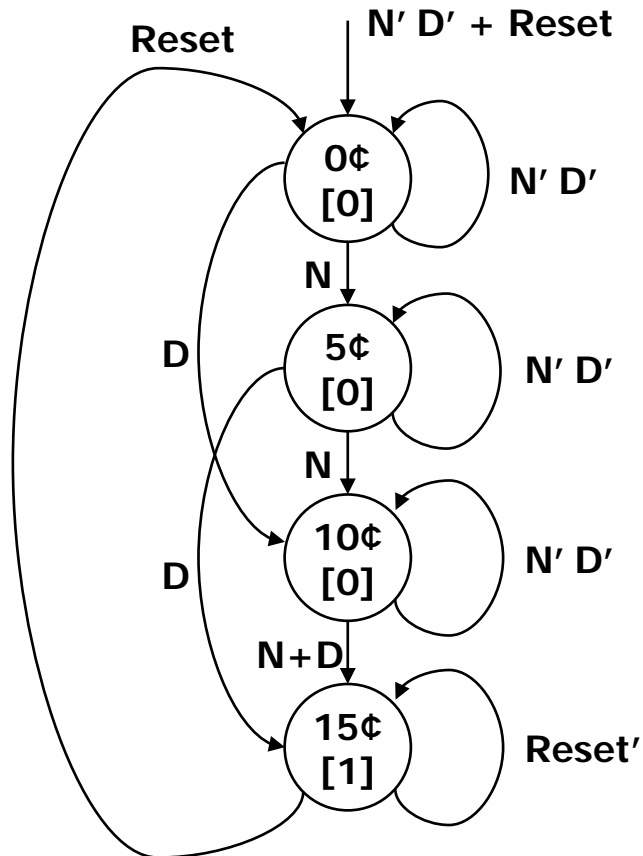 N' D' + Reset
Reset
0¢
[0]
N' D'
N
D
5¢
[0]
N' D'
N
D
10¢
[0]
N' D'
N+D
15¢
[1]
Reset'